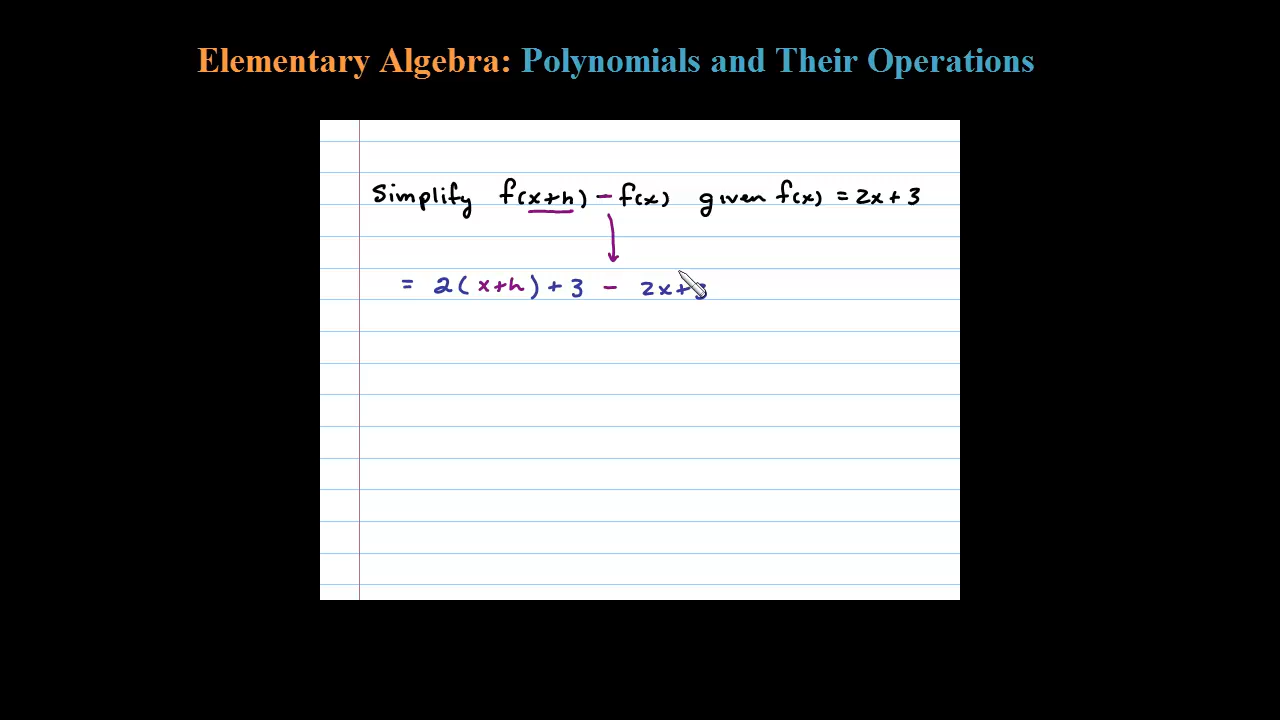 Elementary Algebra: Polynomials and Their Operations
Simplify f(x+h) - f(x) given f(x) = 2x + 3
= 2(x+h) + 3 - 2x+3